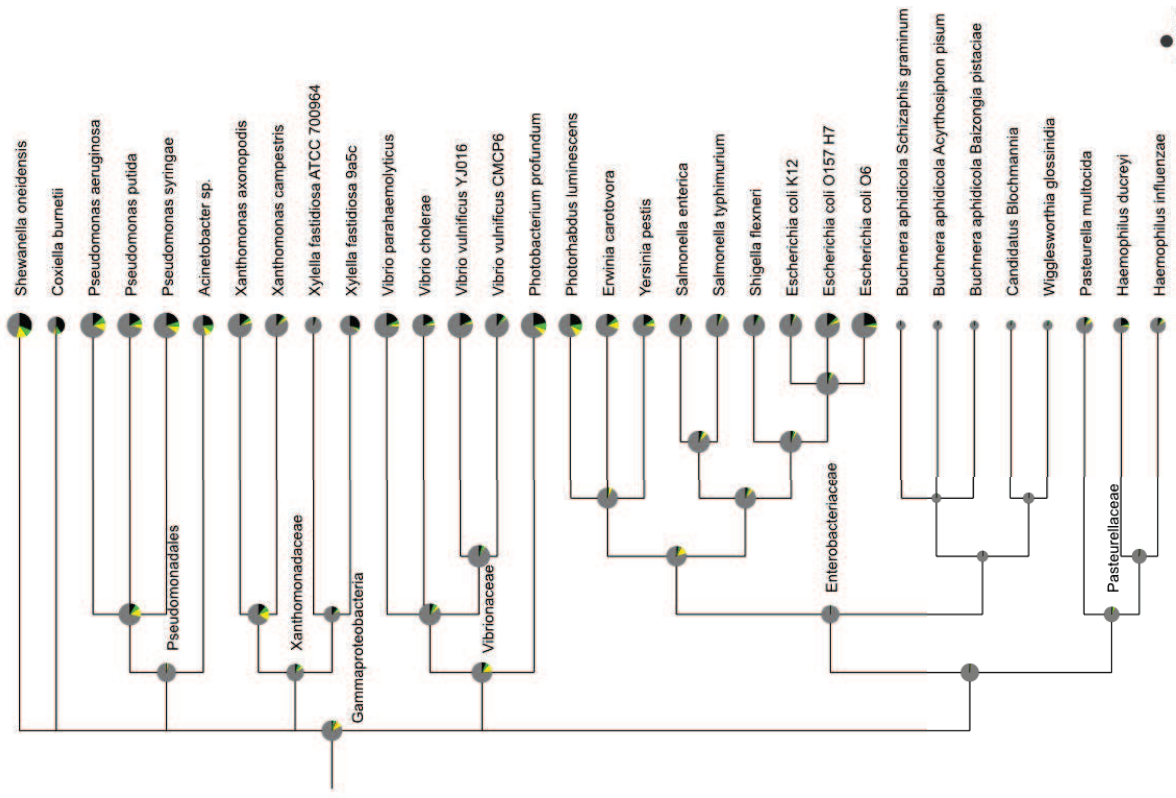 Shewanella oneidensis
Coxiella burnetii
Pseudomonas aeruginosa
Pseudomonas putida
Pseudomonas syringae
Acinetobacter sp.
Xanthomonas axonopodis
Xanthomonas campestris
Xylella fastidiosa ATCC 700964
Xylella fastidiosa 9a5c
Vibrio parahaemolyticus
Vibrio cholerae
Vibrio vulnificus YJ016
Vibrio vulnificus CMCP6
Photobacterium profundum
Photorhabdus luminescens
Erwinia carotovora
Yersinia pestis
Salmonella enterica
Salmonella typhimurium
Shigella flexneri
Escherichia coli K12
Escherichia coli O157 H7
Escherichia coli O6
Buchnera aphidicola Schizaphis graminum
Buchnera aphidicola Acyrthosiphon pisum
Buchnera aphidicola Baizongia pistaciae
Candidatus Blochmannia
Wigglesworthia glossinidia
Pasteurella multocida
Haemophilus ducreyi
Haemophilus influenzae
Pseudomonadales
Xanthomonadaceae
Gammaproteobacteria
Vibrionaceae
Enterobacteriaceae
Pasteurellaceae